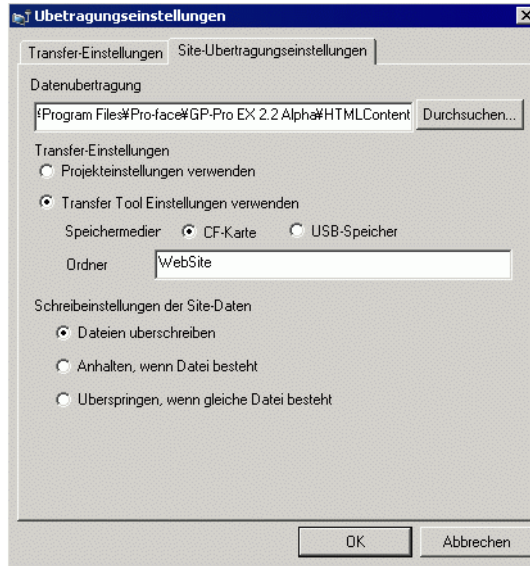 Ubetragungseinstellungen
Transfer-Einstellungen Site-Ubertragungseinstellungen
Datenubertragung
¥Program Files¥Pro-face¥GP-Pro EX 2.2 Alpha¥HTMLContent Durchsuchen...
Transfer-Einstellungen
Projekteinstellungen verwenden
Transfer Tool Einstellungen verwenden
Speichermedier CF-Karte USB-Speicher
Ordner WebSite
Schreibeinstellungen der Site-Daten
Dateien uberschreiben
Anhalten, wenn Datei besteht
Uberspringen, wenn gleiche Datei besteht
OK Abbrechen